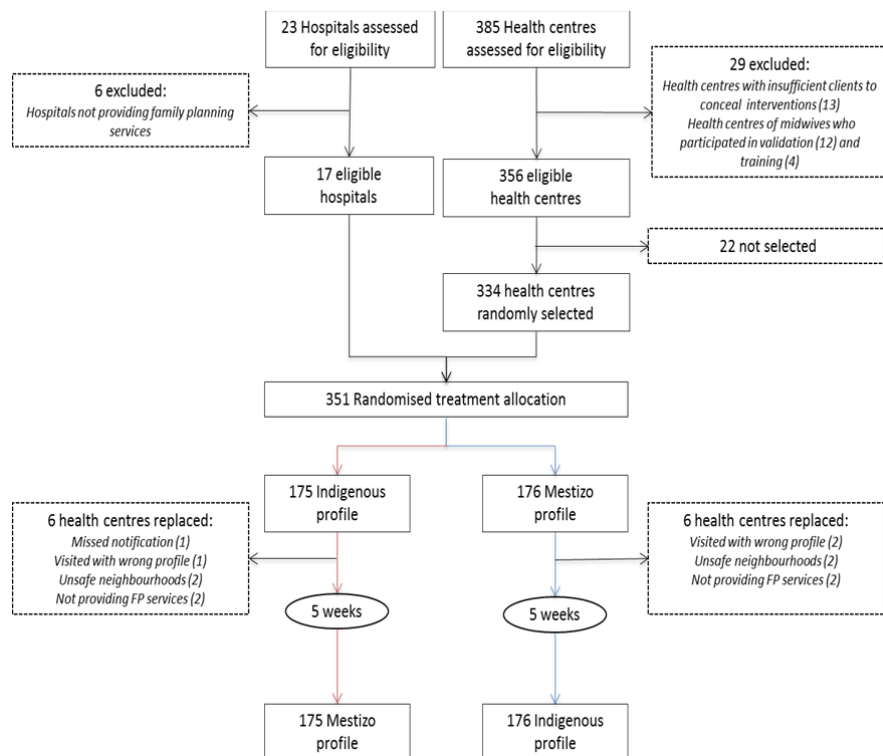 23 Hospitals assessed
for eligibility
385 Health centres
assessed for eligibility
6 excluded:
Hospitals not providing family planning
services
29 excluded:
Health centres with insufficient clients to
conceal interventions (13)
Health centres of midwives who
participated in validation (12) and
training (4)
17 eligible
hospitals
356 eligible
health centres
22 not selected
334 health centres
randomly selected
351 Randomised treatment allocation
175 Indigenous
profile
176 Mestizo
profile
6 health centres replaced:
Missed notification (1)
Visited with wrong profile (1)
Unsafe neighbourhoods (2)
Not providing FP services (2)
6 health centres replaced:
Visited with wrong profile (2)
Unsafe neighbourhoods (2)
Not providing FP services (2)
5 weeks
5 weeks
175 Mestizo
profile
176 Indigenous
profile